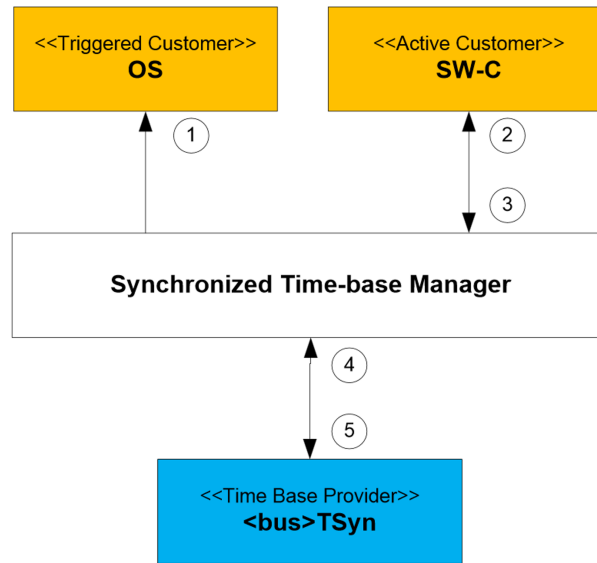 <<Triggered Customer>>
OS
<<Active Customer>>
SW-C
1
2
3
Synchronized Time-base Manager
4
5
<<Time Base Provider>>
<bus>TSyn